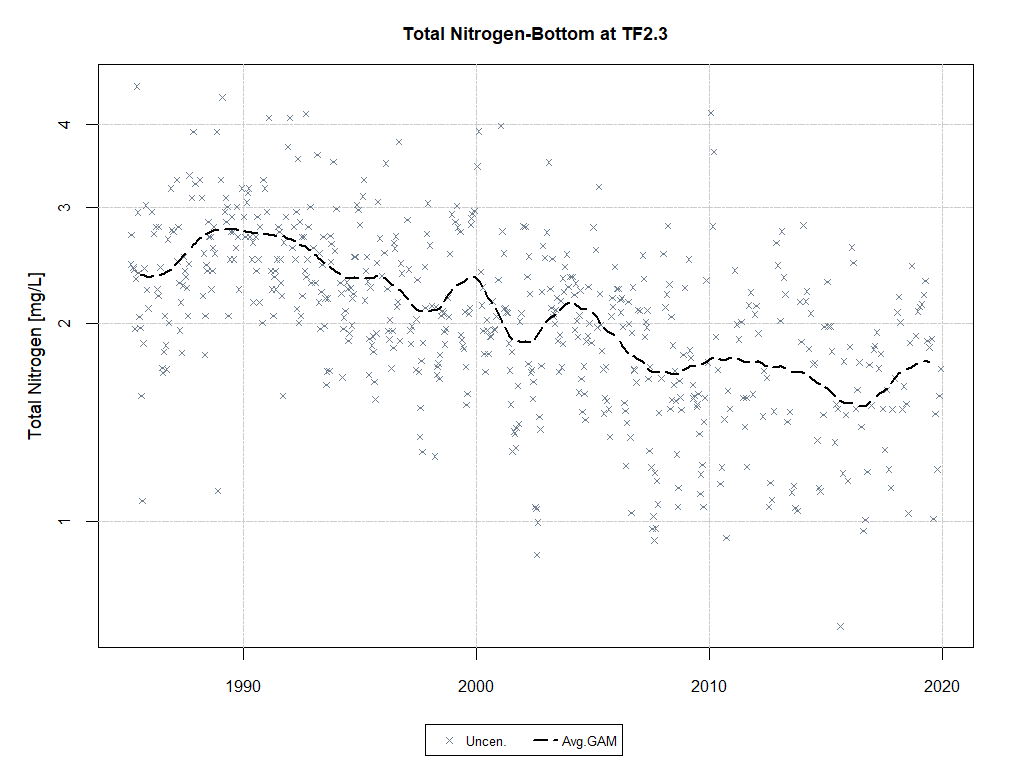 Total Nitrogen-Bottom at TF2.3
Total Nitrogen [mg/L]
4
3
2
1
1990 2000 2010 2020
Uncen. Avg.GAM